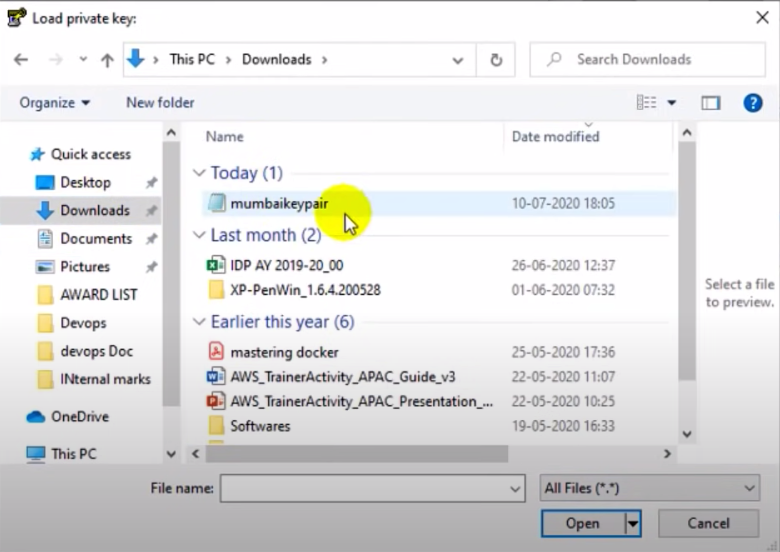 Load private key:
This PC > Downloads >
Search Downloads
Organize
New folder
Name
Date modified
Quick access
Desktop
Downloads
Documents
Pictures
AWARD LIST
Devops
devops Doc
INternal marks
OneDrive
This PC
Today (1)
mumbaikeypair 10-07-2020 18:05
Last month (2)
IDP AY 2019-20_00 26-06-2020 12:37
XP-PenWin_1.6.4.200528 01-06-2020 07:32
Earlier this year (6)
mastering docker 25-05-2020 17:36
AWS_TrainerActivity_APAC_Guide_v3 22-05-2020 11:07
AWS_TrainerActivity_APAC_Presentation_... 22-05-2020 10:25
Softwares 19-05-2020 16:33
Select a file
to preview.
File name:
All Files (*.*)
Open
Cancel